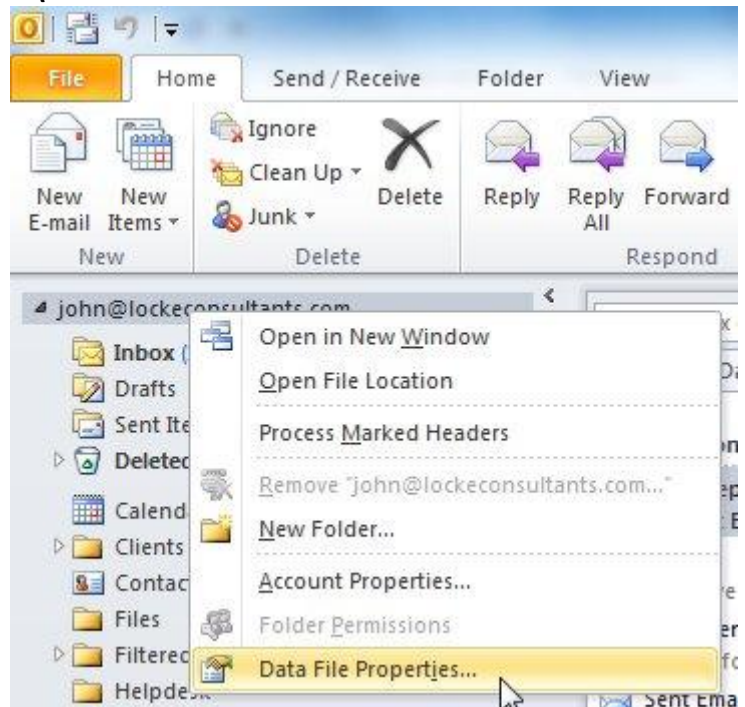 File Home Send / Receive Folder View
Ignore
Clean Up
Junk
New E-mail
New Items
Delete
Reply
Reply All
Forward
New Delete Respond
john@lockeconsultants.com
Open in New Window
Inbox
Open File Location
Drafts
Sent Ite
Process Marked Headers
Deleted
Remove "john@lockeconsultants.com..."
Calend
New Folder...
Clients
Account Properties...
Contac
Files
Folder Permissions
Filtered
Data File Properties...
Helpdesk
Sent Ema